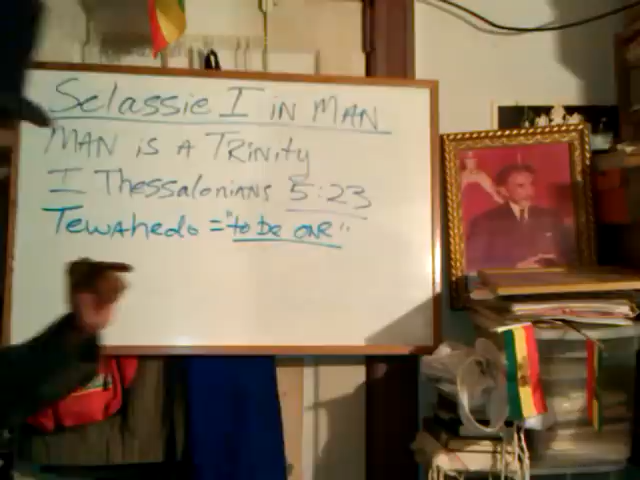 Selassie I in MAN
MAN is A Trinity
I Thessalonians 5:23
Tewahedo = "to be one"